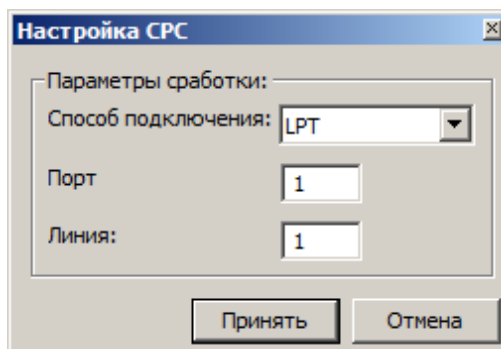 Настройка СРС
Параметры сработки:
Способ подключения: LPT
Порт 1
Линия: 1
Принять Отмена